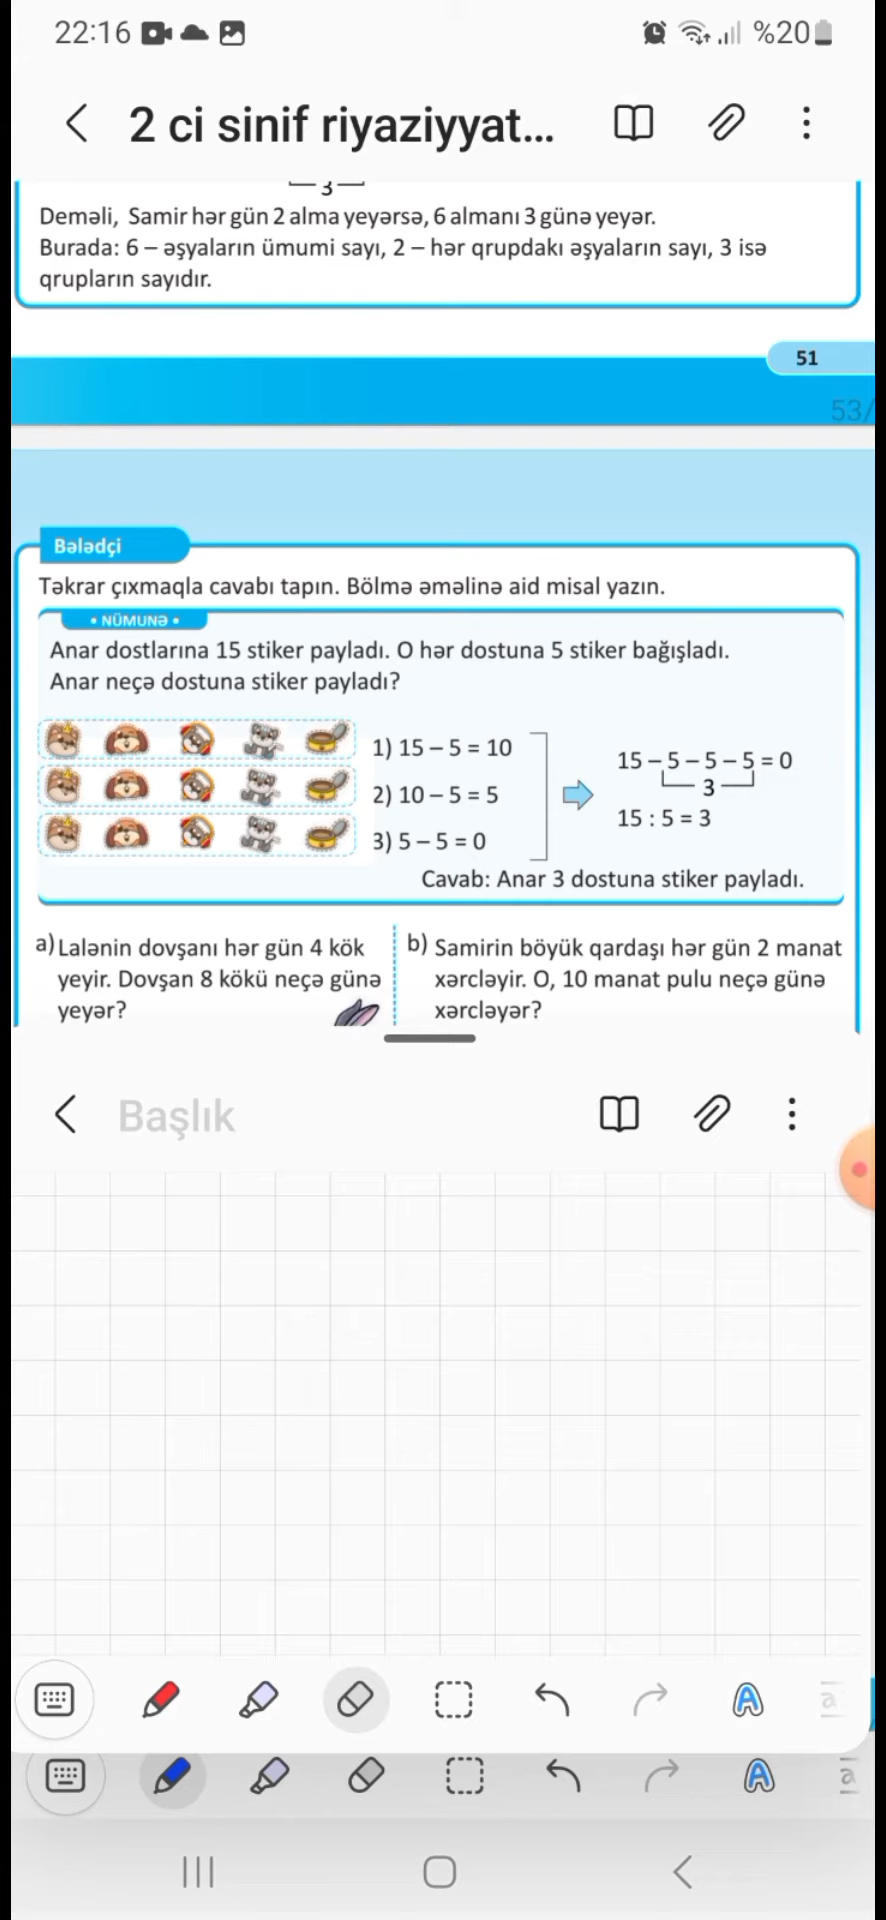 22:16 %20
2 ci sinif riyaziyyat...
3
Deməli, Samir hər gün 2 alma yeyərsə, 6 almanı 3 günə yeyər.
Burada: 6 – əşyaların ümumi sayı, 2 – hər qrupdakı əşyaların sayı, 3 isə
qrupların sayıdır.
51
53/
Bələdçi
Təkrar çıxmaqla cavabı tapın. Bölmə əməlinə aid misal yazın.
• NÜMUNƏ •
Anar dostlarına 15 stiker payladı. O hər dostuna 5 stiker bağışladı.
Anar neçə dostuna stiker payladı?
1) 15 – 5 = 10
2) 10 – 5 = 5
3) 5 – 5 = 0
15 – 5 – 5 – 5 = 0
3
15 : 5 = 3
Cavab: Anar 3 dostuna stiker payladı.
a) Lalənin dovşanı hər gün 4 kök
yeyir. Dovşan 8 kökü neçə günə
yeyər?
b) Samirin böyük qardaşı hər gün 2 manat
xərcləyir. O, 10 manat pulu neçə günə
xərcləyər?
Başlık
A a
A a